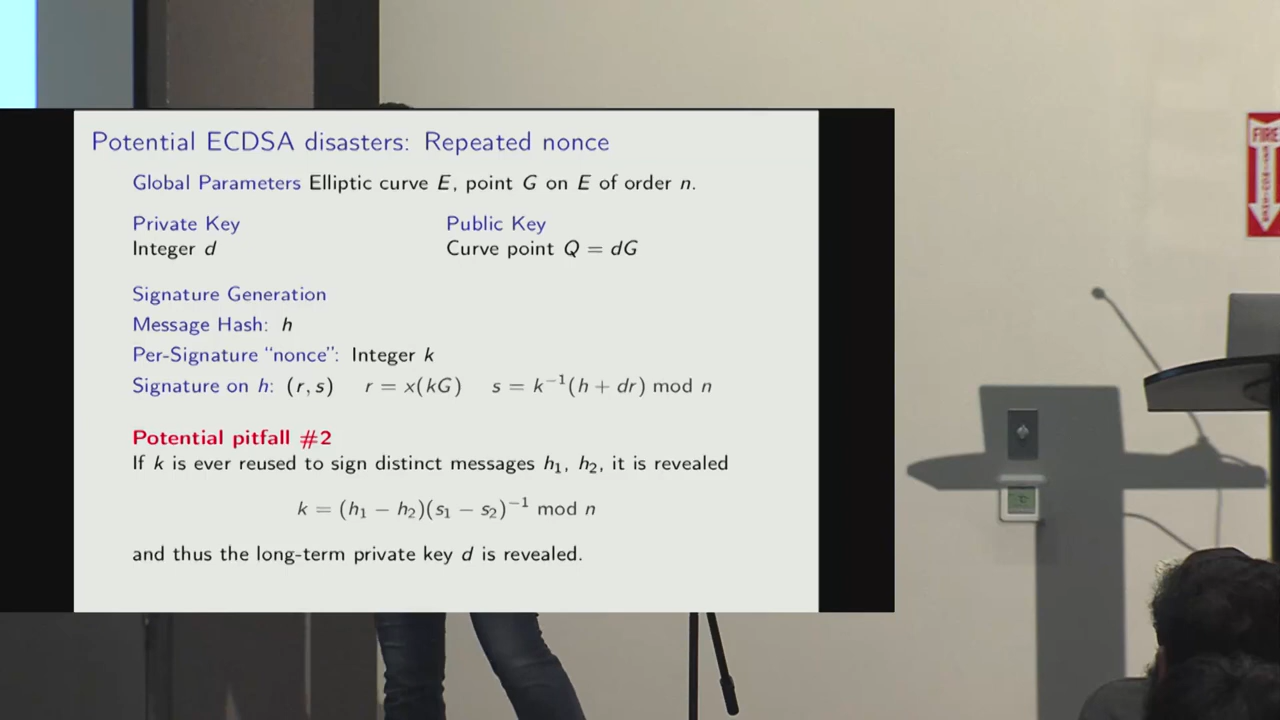 Potential ECDSA disasters: Repeated nonce
Global Parameters Elliptic curve E, point G on E of order n.
Private Key
Integer d
Public Key
Curve point Q = dG
Signature Generation
Message Hash: h
Per-Signature “nonce”: Integer k
Signature on h: (r, s) r = x(kG) s = k⁻¹(h + dr) mod n
Potential pitfall #2
If k is ever reused to sign distinct messages h₁, h₂, it is revealed
k = (h₁ − h₂)(s₁ − s₂)⁻¹ mod n
and thus the long-term private key d is revealed.
FIRE